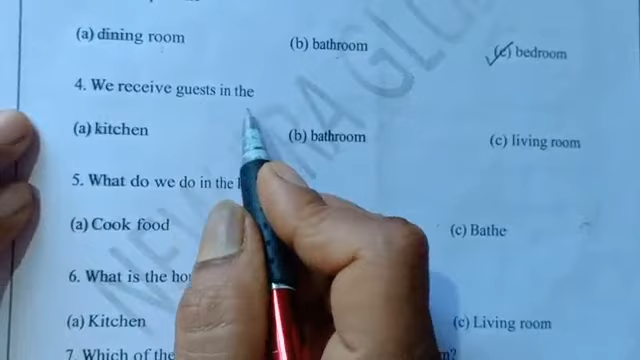 (a) dining room (b) bathroom (c) bedroom
4. We receive guests in the
(a) kitchen (b) bathroom (c) living room
5. What do we do in the
(a) Cook food (c) Bathe
6. What is the
(a) Kitchen (c) Living room
7. Which of the